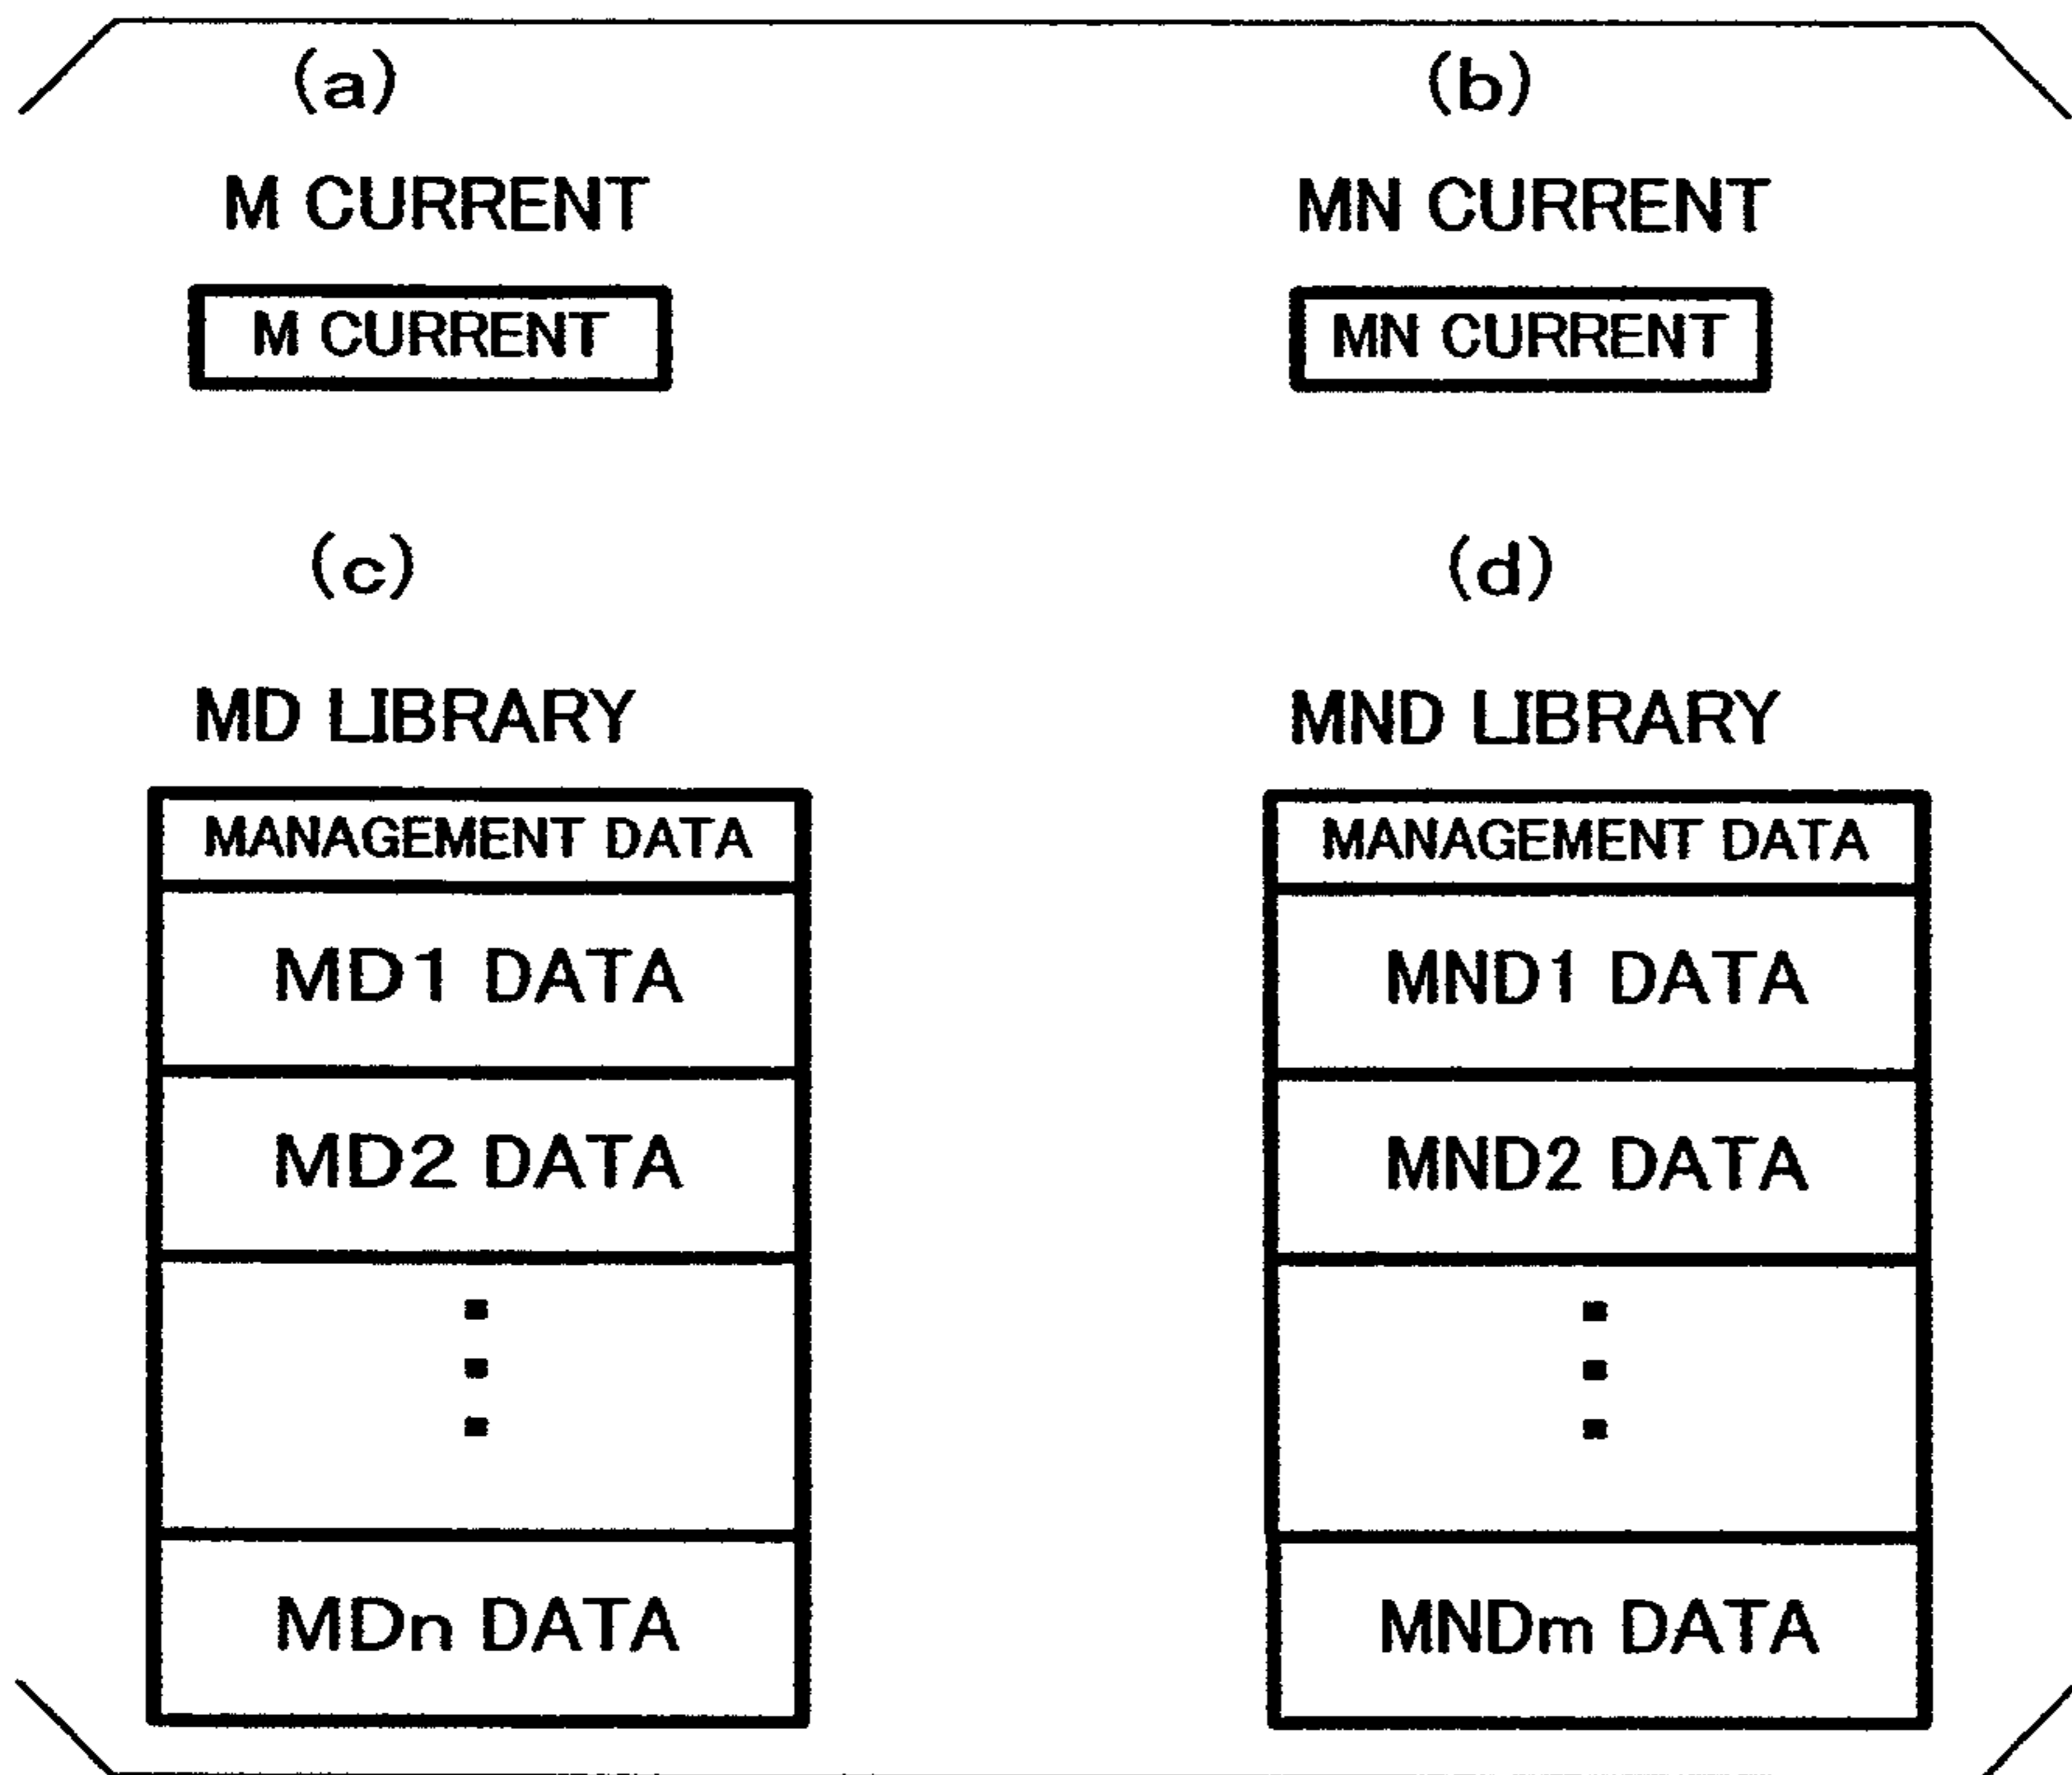 (a)
M CURRENT
M CURRENT
(b)
MN CURRENT
MN CURRENT
(c)
MD LIBRARY
MANAGEMENT DATA
MD1 DATA
MD2 DATA
MDn DATA
(d)
MND LIBRARY
MANAGEMENT DATA
MND1 DATA
MND2 DATA
MNDm DATA